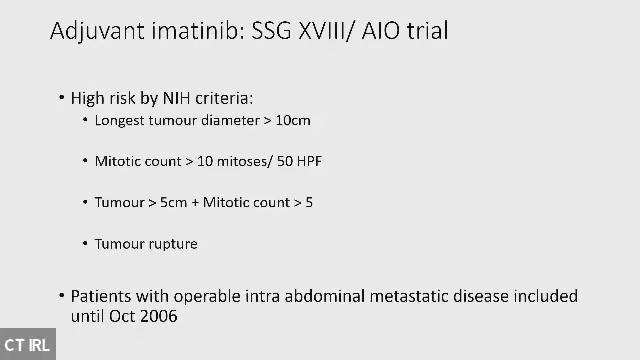 Adjuvant imatinib: SSG XVIII/ AIO trial
• High risk by NIH criteria:
• Longest tumour diameter > 10cm
• Mitotic count > 10 mitoses/ 50 HPF
• Tumour > 5cm + Mitotic count > 5
• Tumour rupture
• Patients with operable intra abdominal metastatic disease included
until Oct 2006
CT IRL